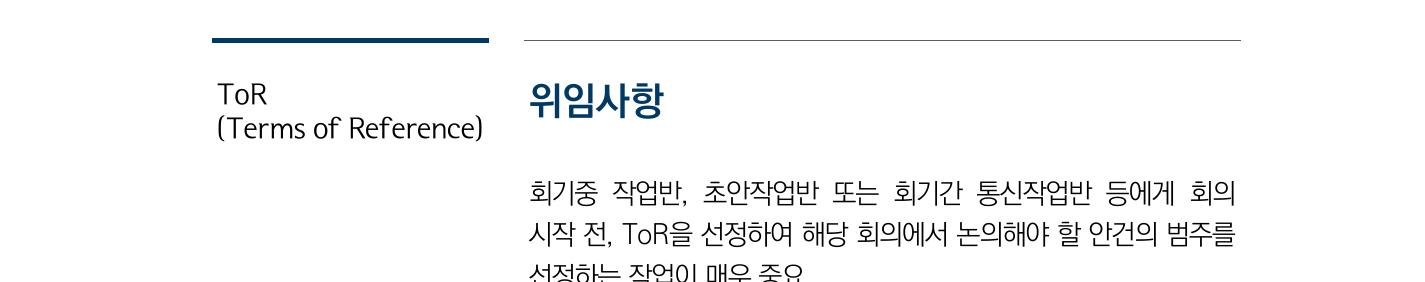 ToR
(Terms of Reference)
위임사항
회기중 작업반, 초안작업반 또는 회기간 통신작업반 등에게 회의
시작 전, ToR을 선정하여 해당 회의에서 논의해야 할 안건의 범주를
선정하는 작업이 매우 중요